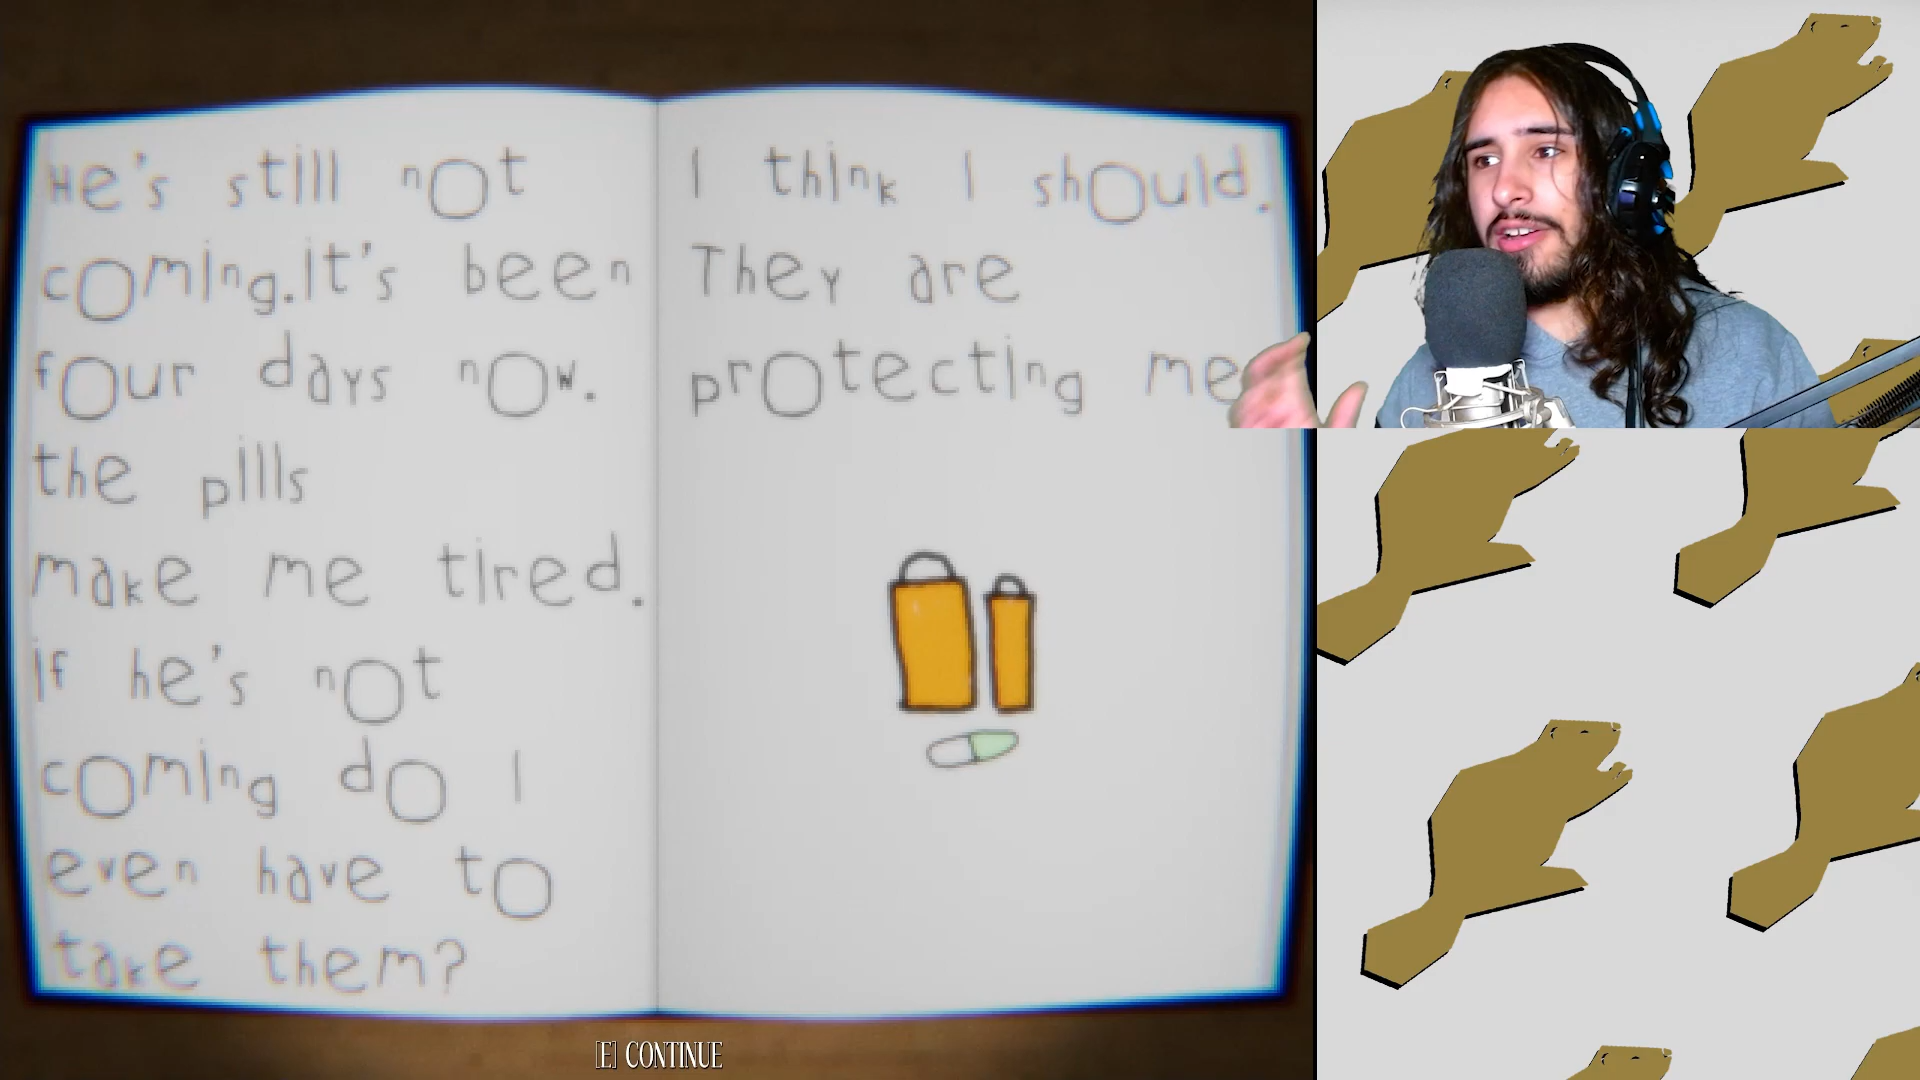 He's still not
coming.It's been
four days now.
the pills
make me tired.
If he's not
coming do I
even have to
take them?
I think I should.
They are
protecting me
[E] CONTINUE